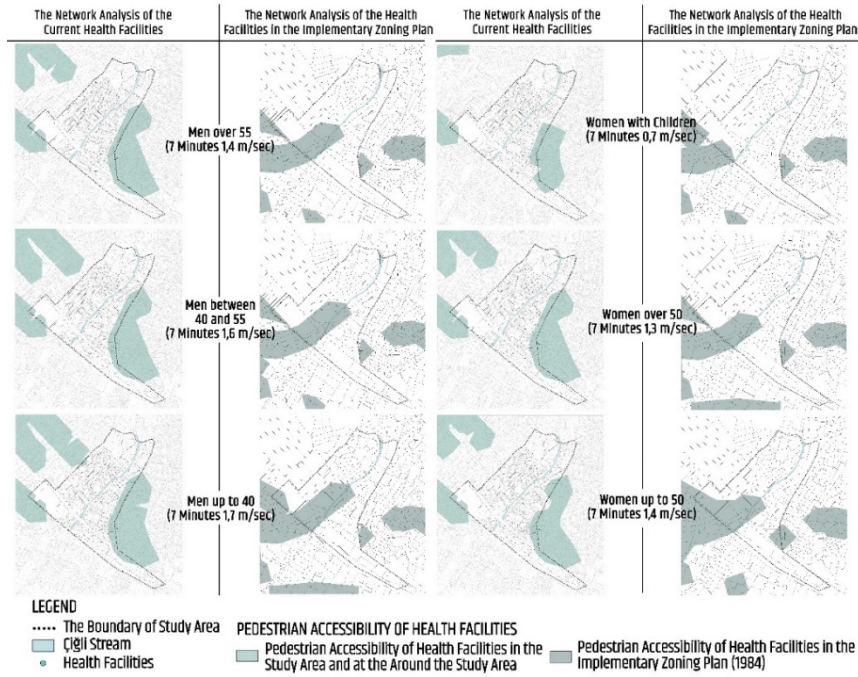 The Network Analysis of the
Current Health Facilities
The Network Analysis of the Health
Facilities in the Implementary Zoning Plan
The Network Analysis of the
Current Health Facilities
The Network Analysis of the Health
Facilities in the Implementary Zoning Plan
Men over 55
(7 Minutes 1,4 m/sec)
Women with Children
(7 Minutes 0,7 m/sec)
Men between
40 and 55
(7 Minutes 1,6 m/sec)
Women over 50
(7 Minutes 1,3 m/sec)
Men up to 40
(7 Minutes 1,7 m/sec)
Women up to 50
(7 Minutes 1,4 m/sec)
LEGEND
The Boundary of Study Area
Çiğli Stream
Health Facilities
PEDESTRIAN ACCESSIBILITY OF HEALTH FACILITIES
Pedestrian Accessibility of Health Facilities in the
Study Area and at the Around the Study Area
Pedestrian Accessibility of Health Facilities in the
Implementary Zoning Plan (1984)